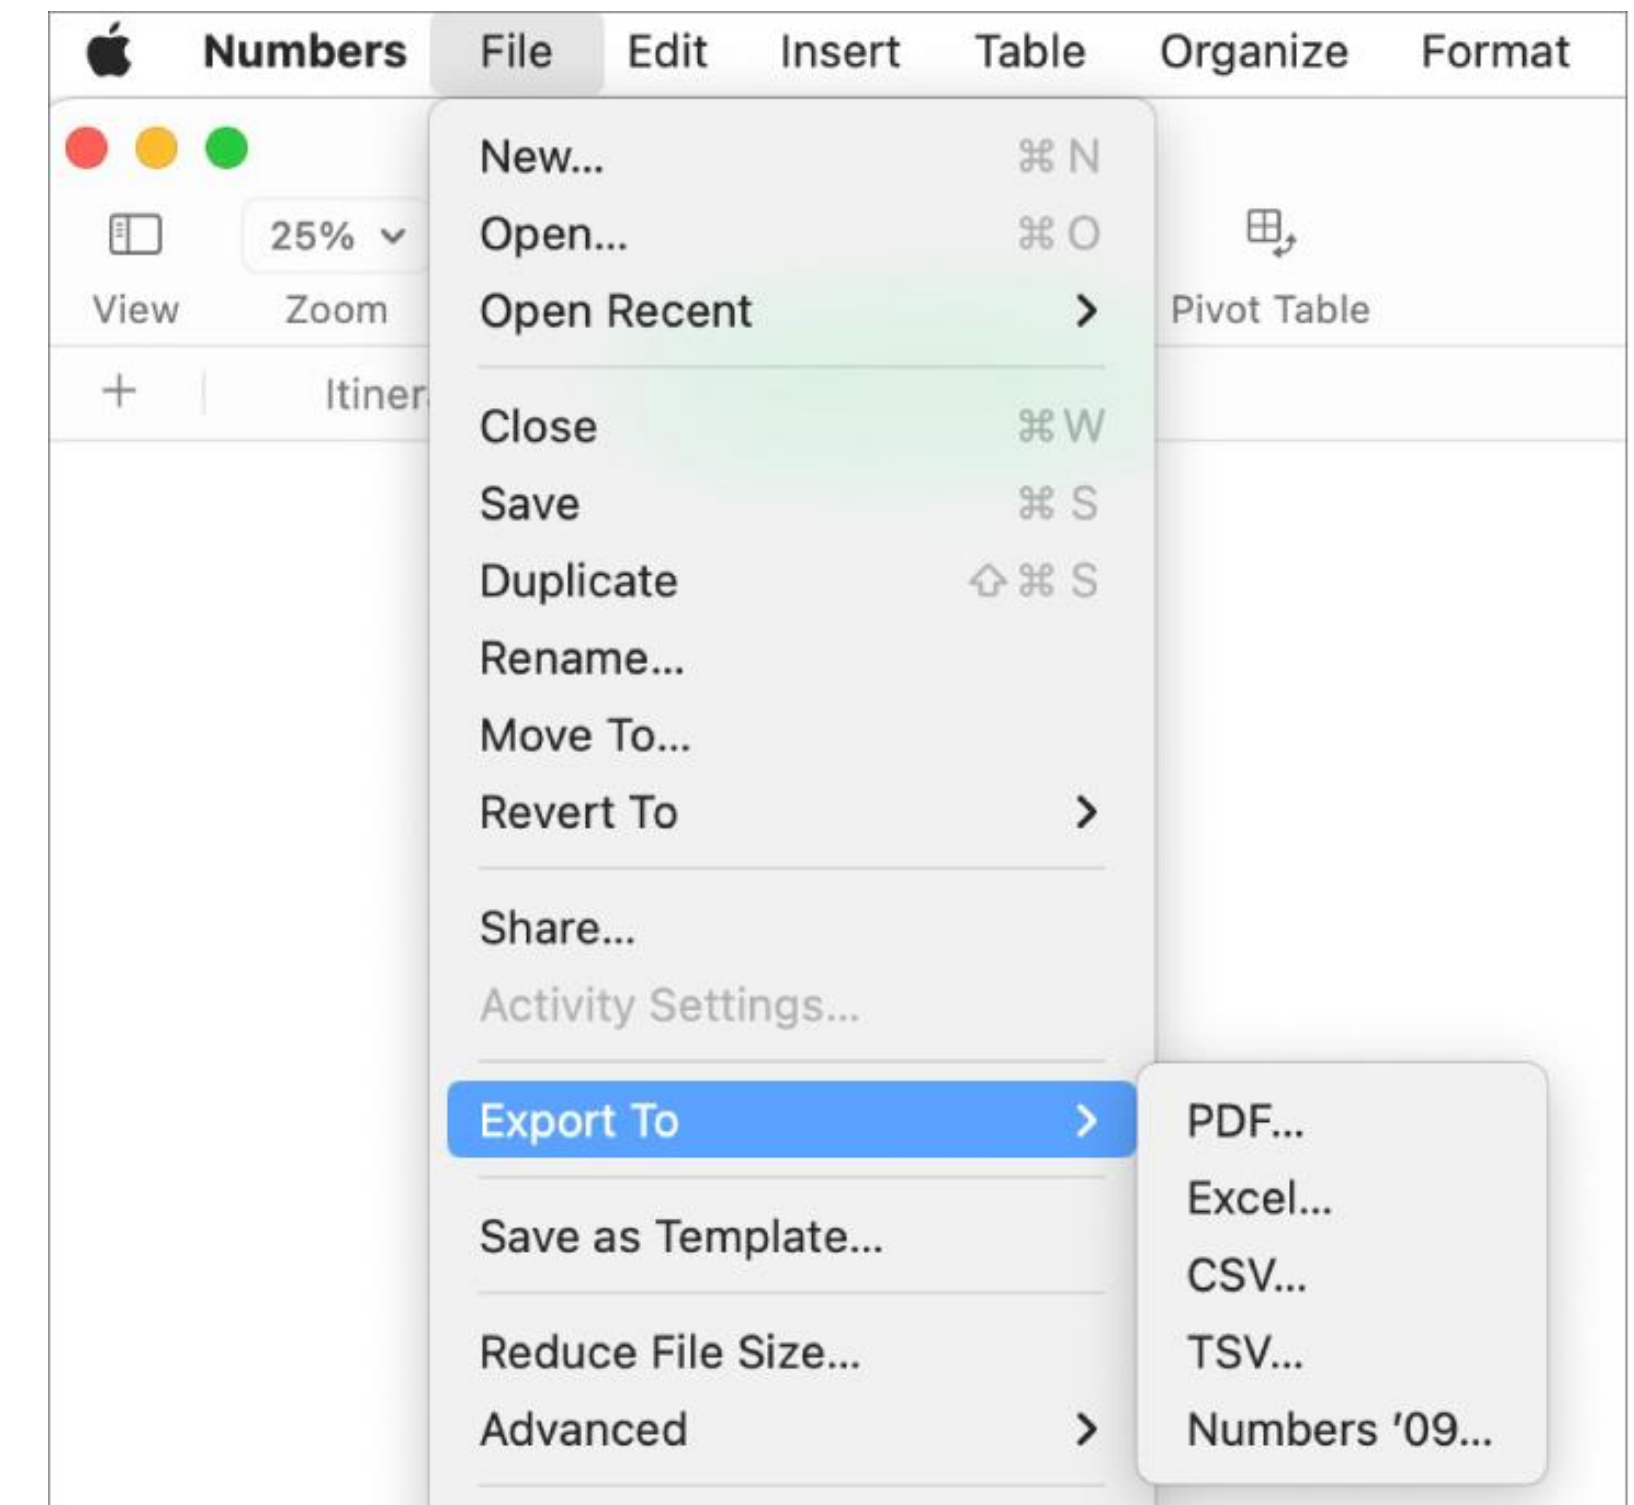 Numbers File Edit Insert Table Organize Format
New... ⌘ N
25% Open... ⌘ O
View Zoom Open Recent Pivot Table
+ Itiner
Close ⌘ W
Save ⌘ S
Duplicate ⇧ ⌘ S
Rename...
Move To...
Revert To
Share...
Activity Settings...
Export To
PDF...
Excel...
CSV...
TSV...
Numbers '09...
Save as Template...
Reduce File Size...
Advanced